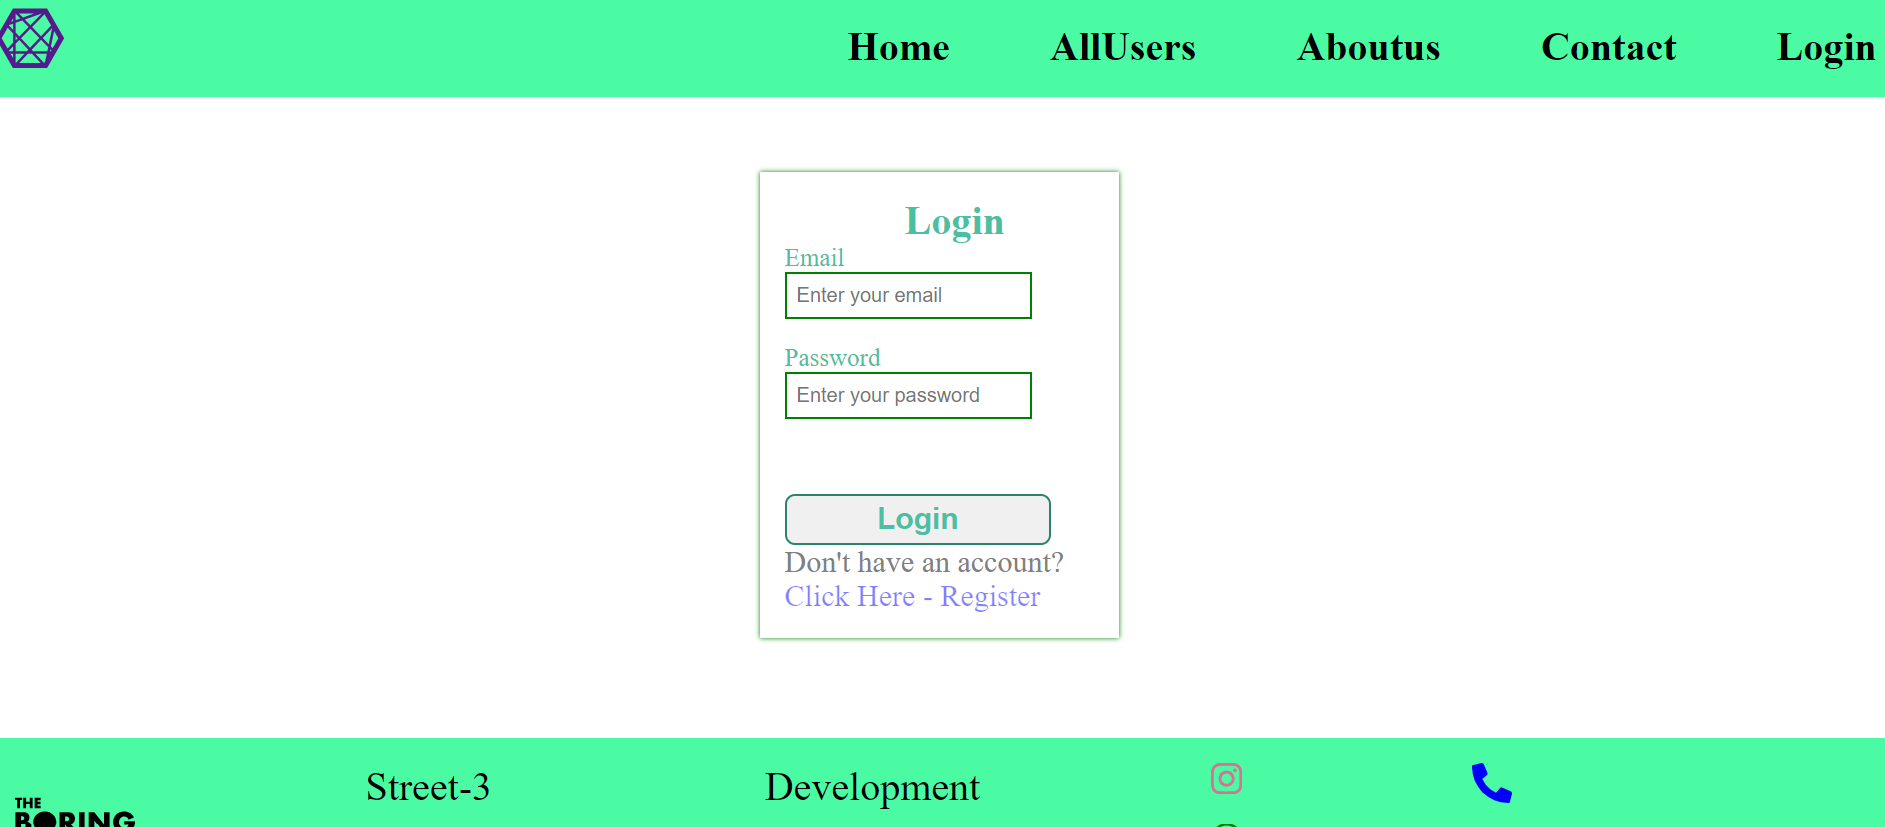 Home AllUsers Aboutus Contact Login
Login
Email
Enter your email
Password
Enter your password
Login
Don't have an account?
Click Here - Register
Street-3 Development
THE
BORING